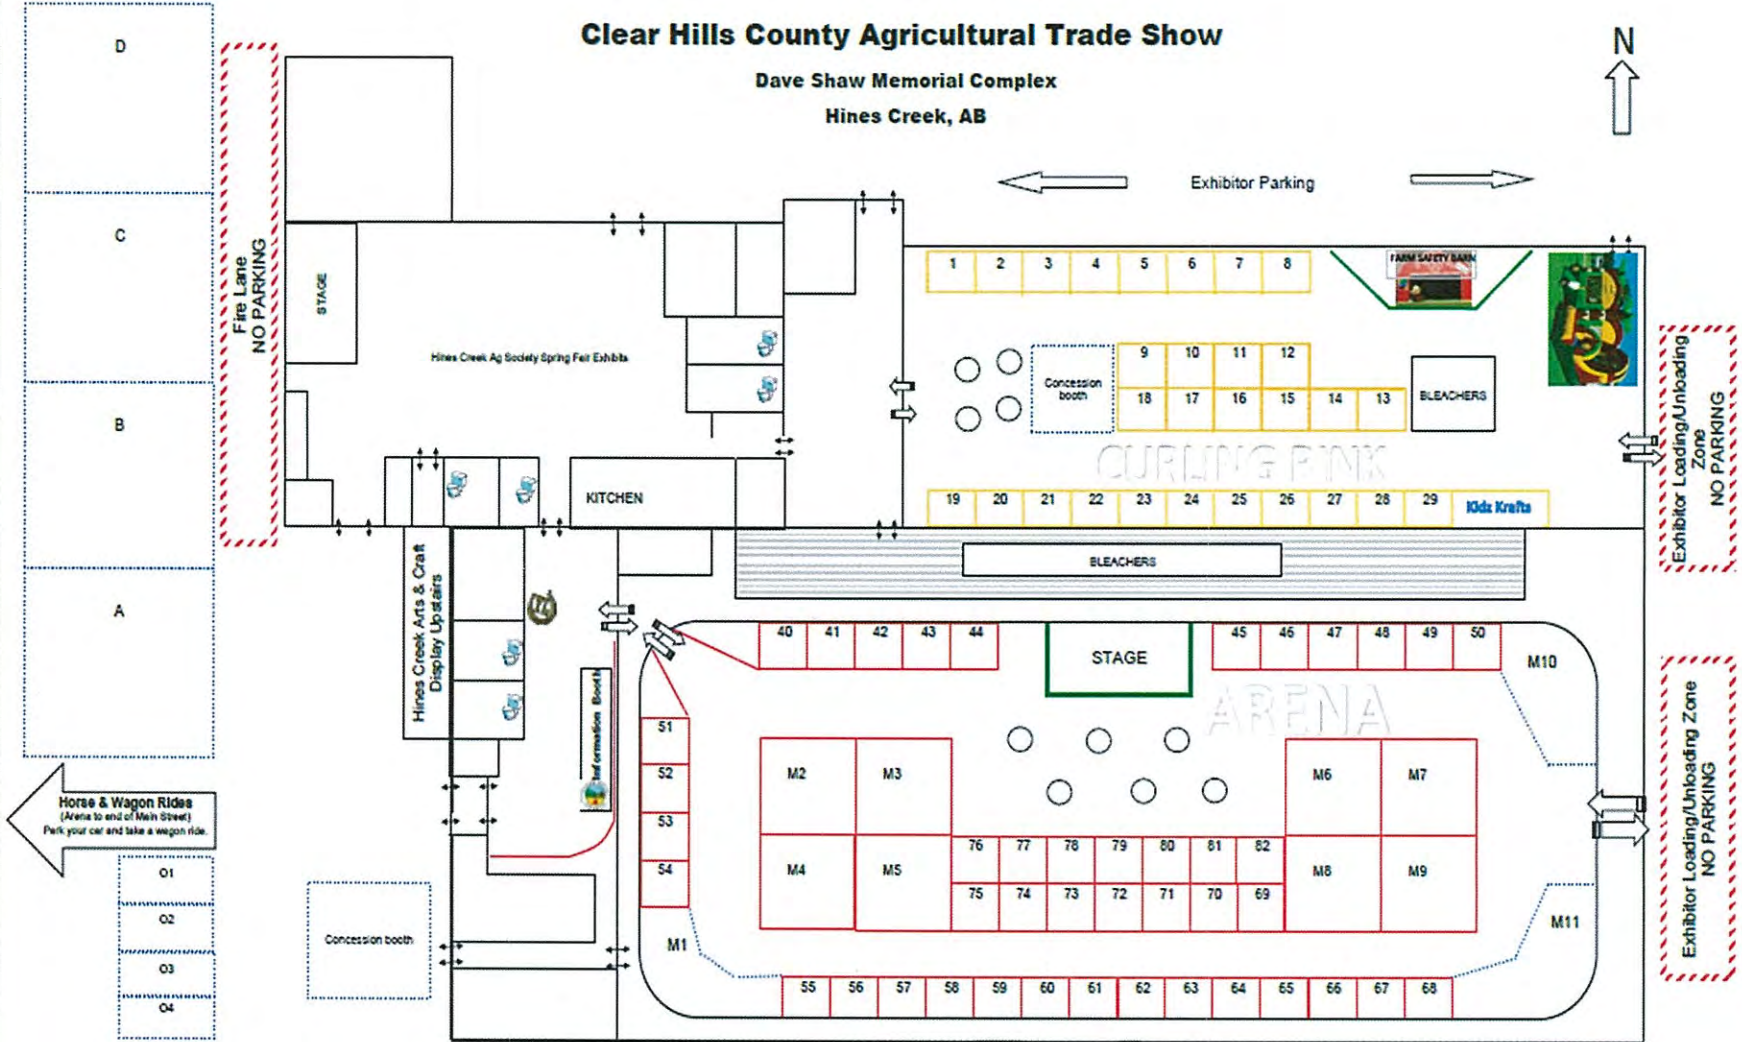 Clear Hills County Agricultural Trade Show
Dave Shaw Memorial Complex
Hines Creek, AB
N
Exhibitor Parking
D
C
B
A
Fire Lane
NO PARKING
STAGE
Hines Creek Ag Society Spring Fair Exhibits
KITCHEN
1 2 3 4 5 6 7 8
FARM SAFETY BARN
Concession
booth
9 10 11 12
18 17 16 15 14 13
BLEACHERS
CURLING RINK
19 20 21 22 23 24 25 26 27 28 29 Kidz Krafts
Exhibitor Loading/Unloading
Zone
NO PARKING
BLEACHERS
Hines Creek Arts & Craft
Display Upstairs
Information Booth
40 41 42 43 44
STAGE
45 46 47 48 49 50
M10
ARENA
51
52
53
54
M2 M3
M6 M7
M4 M5
76 77 78 79 80 81 82
75 74 73 72 71 70 69
M8 M9
M1
M11
55 56 57 58 59 60 61 62 63 64 65 66 67 68
Exhibitor Loading/Unloading Zone
NO PARKING
Horse & Wagon Rides
(Arena to end of Main Street)
Park your car and take a wagon ride.
O1
O2
O3
O4
Concession booth